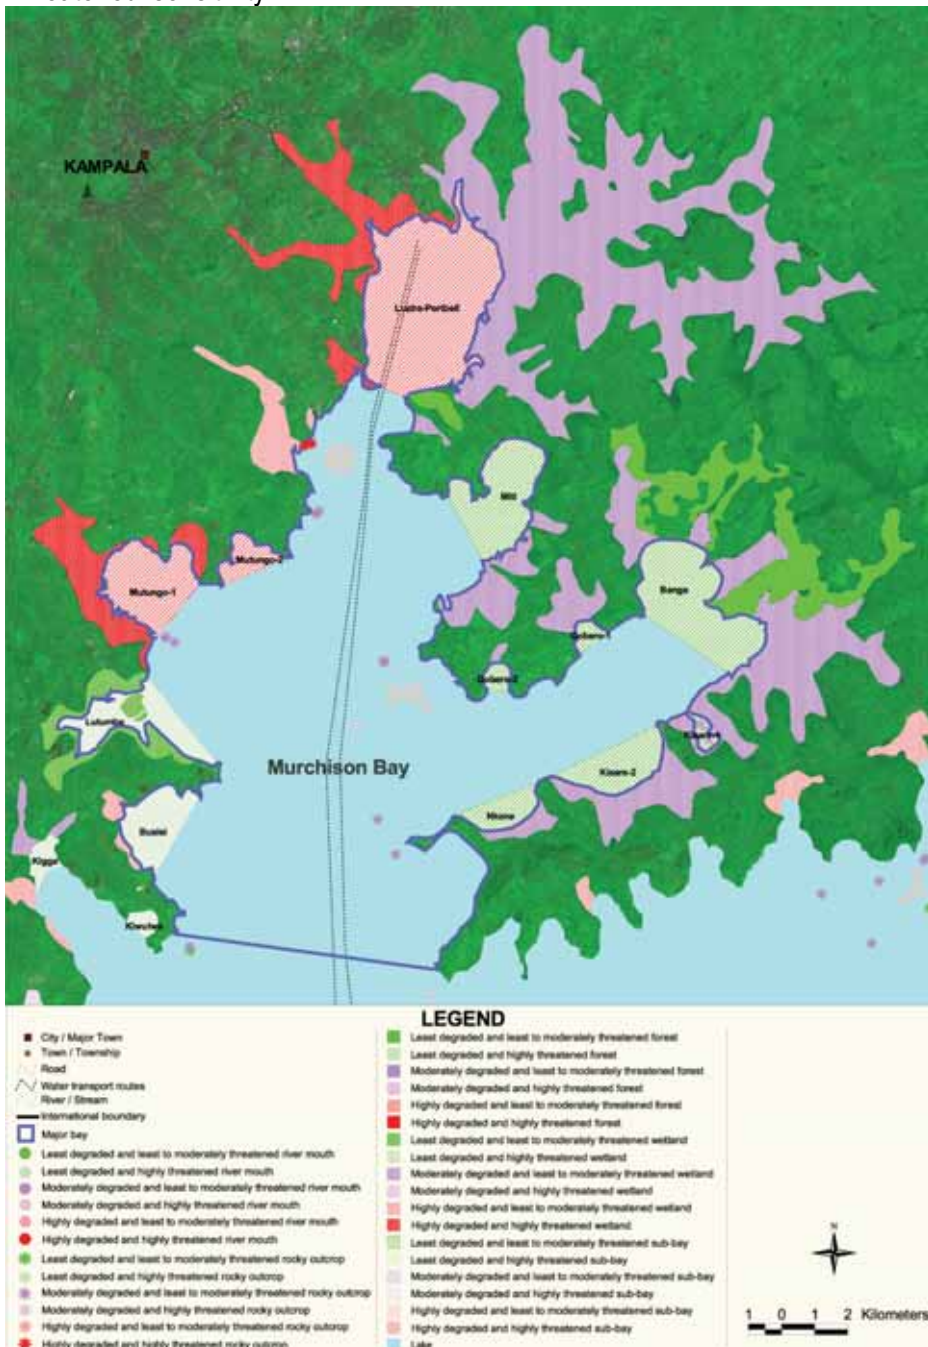 KAMPALA
Mutungo-2
Mutungo-1
Banga
Murchison Bay
Kisaro-2
Nkone
Kigga
LEGEND
City / Major Town
Town / Township
Road
Water transport routes
River / Stream
International boundary
Major bay
Least degraded and least to moderately threatened river mouth
Least degraded and highly threatened river mouth
Moderately degraded and least to moderately threatened river mouth
Moderately degraded and highly threatened river mouth
Highly degraded and least to moderately threatened river mouth
Highly degraded and highly threatened river mouth
Least degraded and least to moderately threatened rocky outcrop
Least degraded and highly threatened rocky outcrop
Moderately degraded and least to moderately threatened rocky outcrop
Moderately degraded and highly threatened rocky outcrop
Highly degraded and least to moderately threatened rocky outcrop
Highly degraded and highly threatened rocky outcrop
Least degraded and least to moderately threatened forest
Least degraded and highly threatened forest
Moderately degraded and least to moderately threatened forest
Moderately degraded and highly threatened forest
Highly degraded and least to moderately threatened forest
Highly degraded and highly threatened forest
Least degraded and least to moderately threatened wetland
Least degraded and highly threatened wetland
Moderately degraded and least to moderately threatened wetland
Moderately degraded and highly threatened wetland
Highly degraded and least to moderately threatened wetland
Highly degraded and highly threatened wetland
Least degraded and least to moderately threatened sub-bay
Least degraded and highly threatened sub-bay
Moderately degraded and least to moderately threatened sub-bay
Moderately degraded and highly threatened sub-bay
Highly degraded and least to moderately threatened sub-bay
Highly degraded and highly threatened sub-bay
Lake
N
1 0 1 2 Kilometers